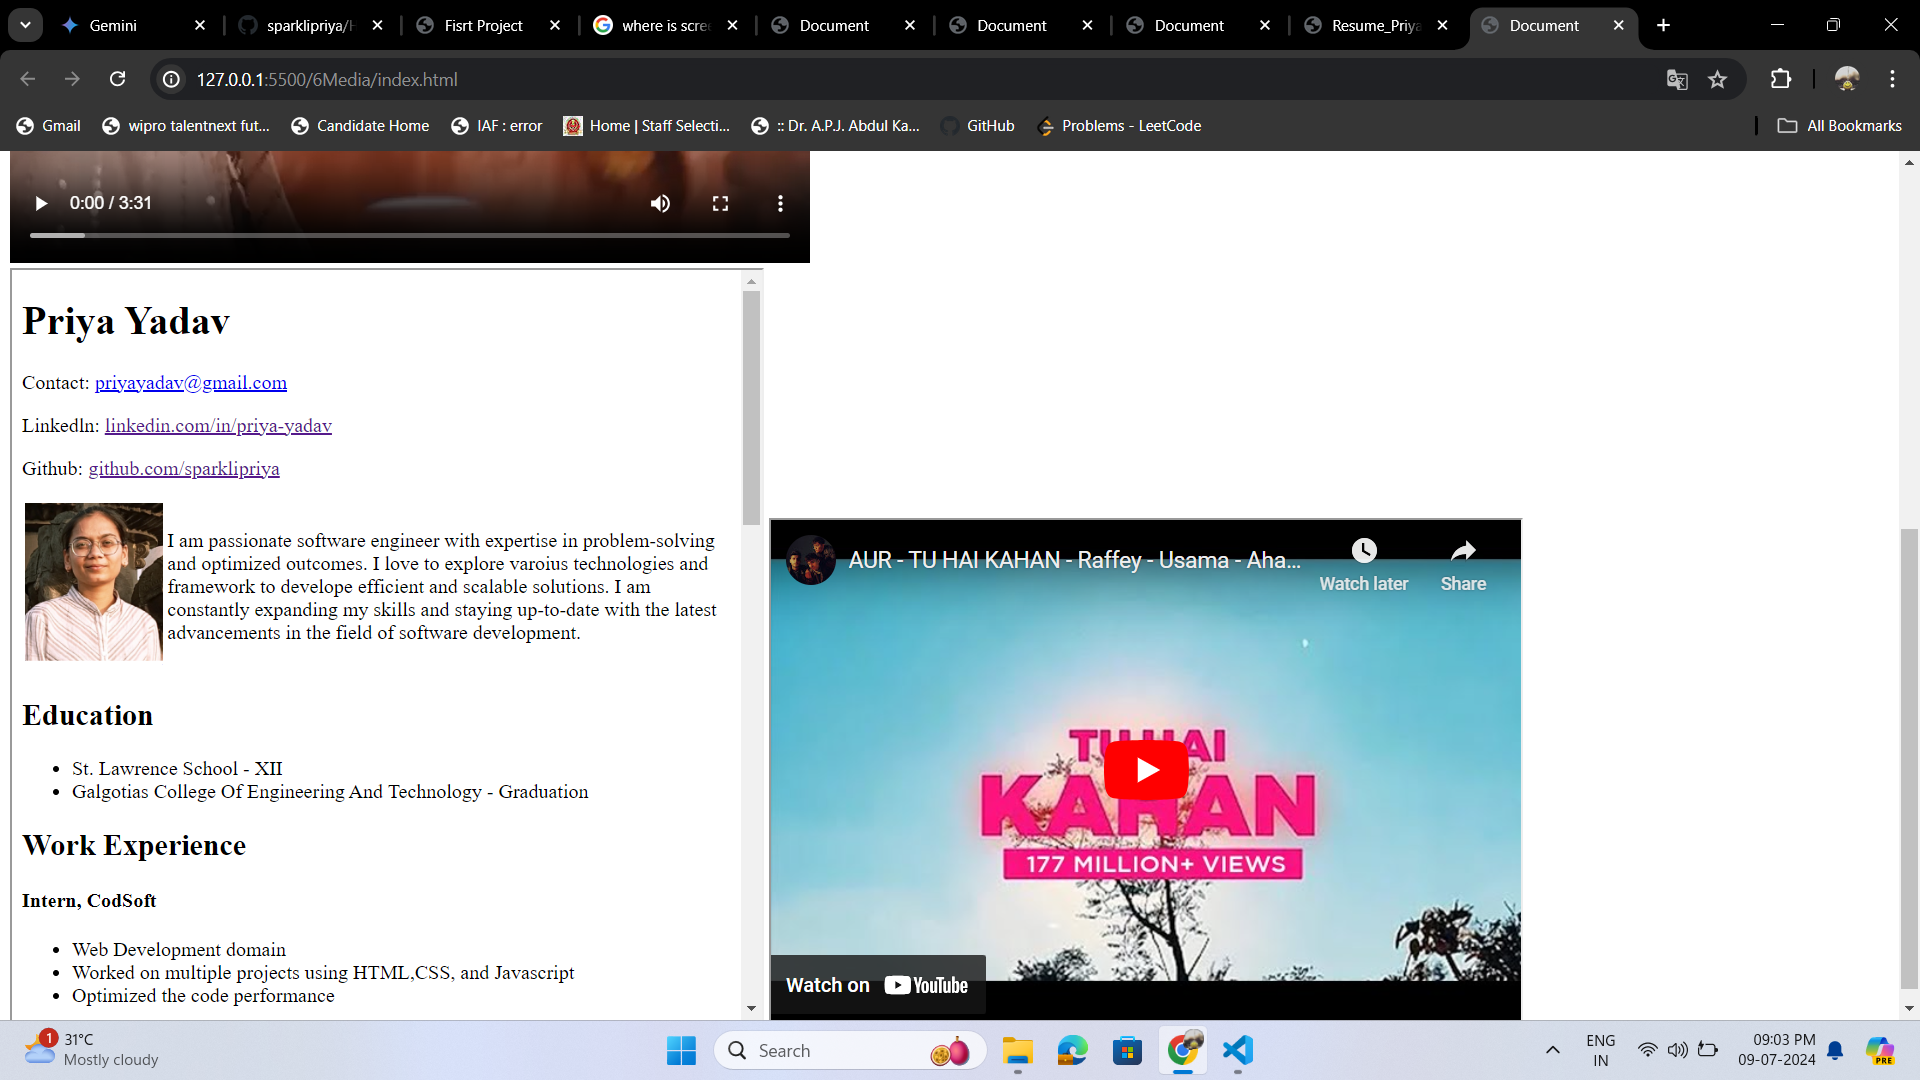 Gemini
sparklipriya/H
Fisrt Project
where is scre
Document
Document
Document
Resume_Priya
Document
127.0.0.1:5500/6Media/index.html
Gmail
wipro talentnext fut...
Candidate Home
IAF : error
Home | Staff Selecti...
:: Dr. A.P.J. Abdul Ka...
GitHub
Problems - LeetCode
All Bookmarks
0:00 / 3:31
Priya Yadav
Contact: priyayadav@gmail.com
Linkedln: linkedin.com/in/priya-yadav
Github: github.com/sparklipriya
I am passionate software engineer with expertise in problem-solving
and optimized outcomes. I love to explore varoius technologies and
framework to develope efficient and scalable solutions. I am
constantly expanding my skills and staying up-to-date with the latest
advancements in the field of software development.
Education
• St. Lawrence School - XII
• Galgotias College Of Engineering And Technology - Graduation
Work Experience
Intern, CodSoft
• Web Development domain
• Worked on multiple projects using HTML,CSS, and Javascript
• Optimized the code performance
AUR - TU HAI KAHAN - Raffey - Usama - Aha...
Watch later
Share
TU HAI
KAHAN
177 MILLION+ VIEWS
Watch on YouTube
1
31°C
Mostly cloudy
Search
ENG
IN
09:03 PM
09-07-2024
PRE